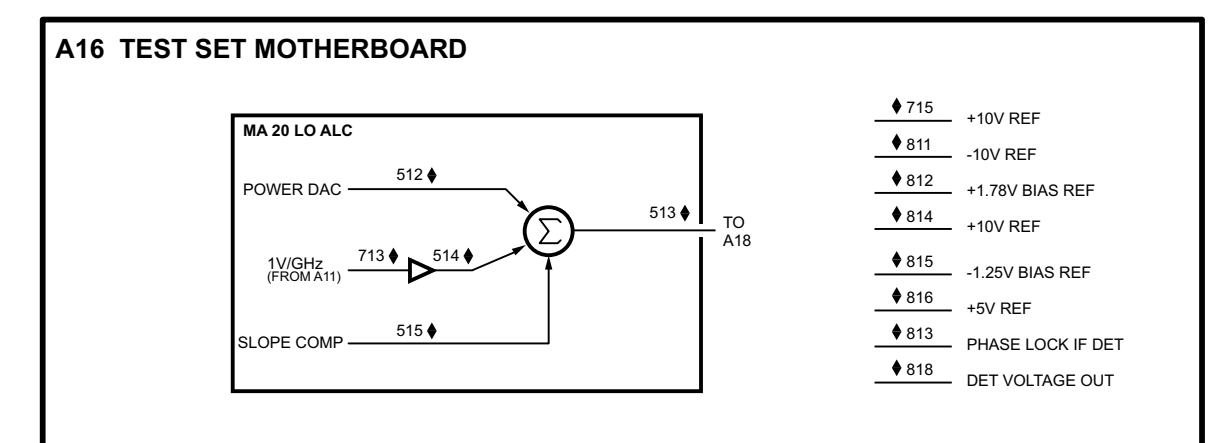 A16 TEST SET MOTHERBOARD
MA 20 LO ALC
POWER DAC
512
513
TO
A18
1V/GHz
(FROM A11)
713
514
SLOPE COMP
515
715
+10V REF
811
-10V REF
812
+1.78V BIAS REF
814
+10V REF
815
-1.25V BIAS REF
816
+5V REF
813
PHASE LOCK IF DET
818
DET VOLTAGE OUT
Σ